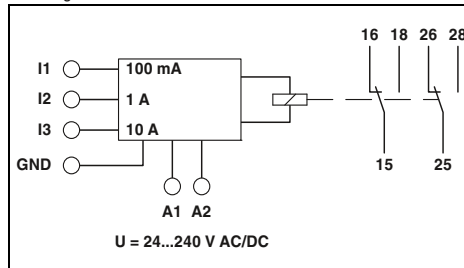 16 18 26 28
I1 100 mA
I2 1 A
I3 10 A
GND
15 25
A1 A2
U = 24...240 V AC/DC